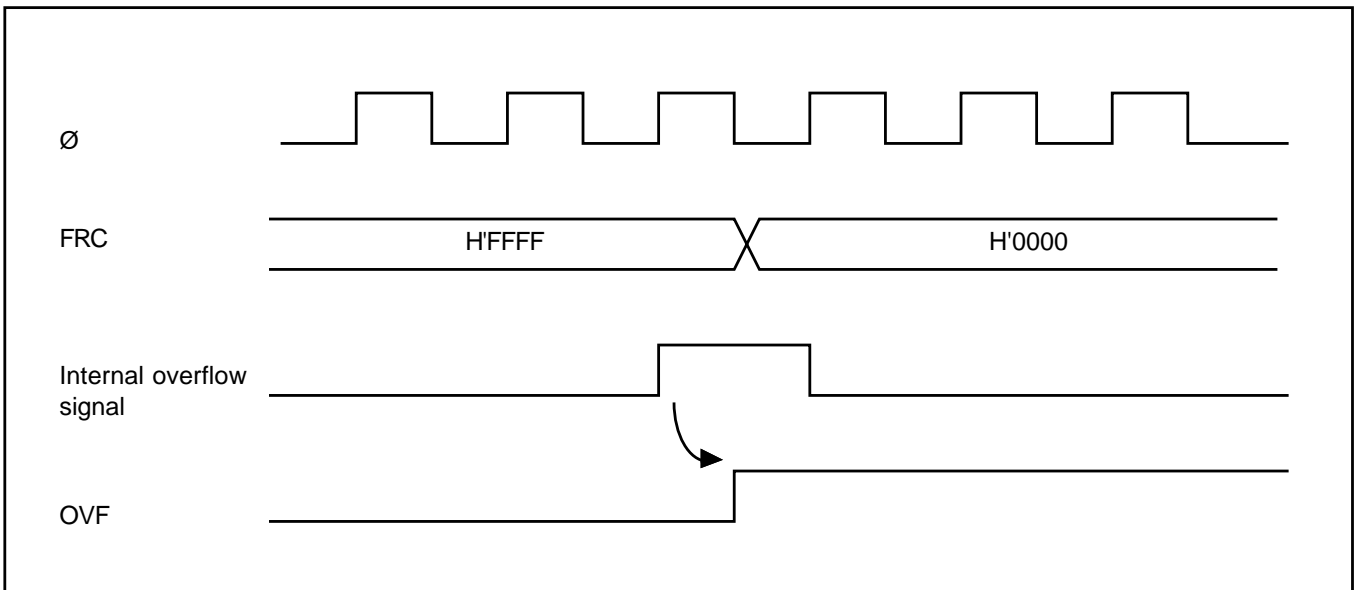 Ø
FRC
H'FFFF
H'0000
Internal overflow
signal
OVF